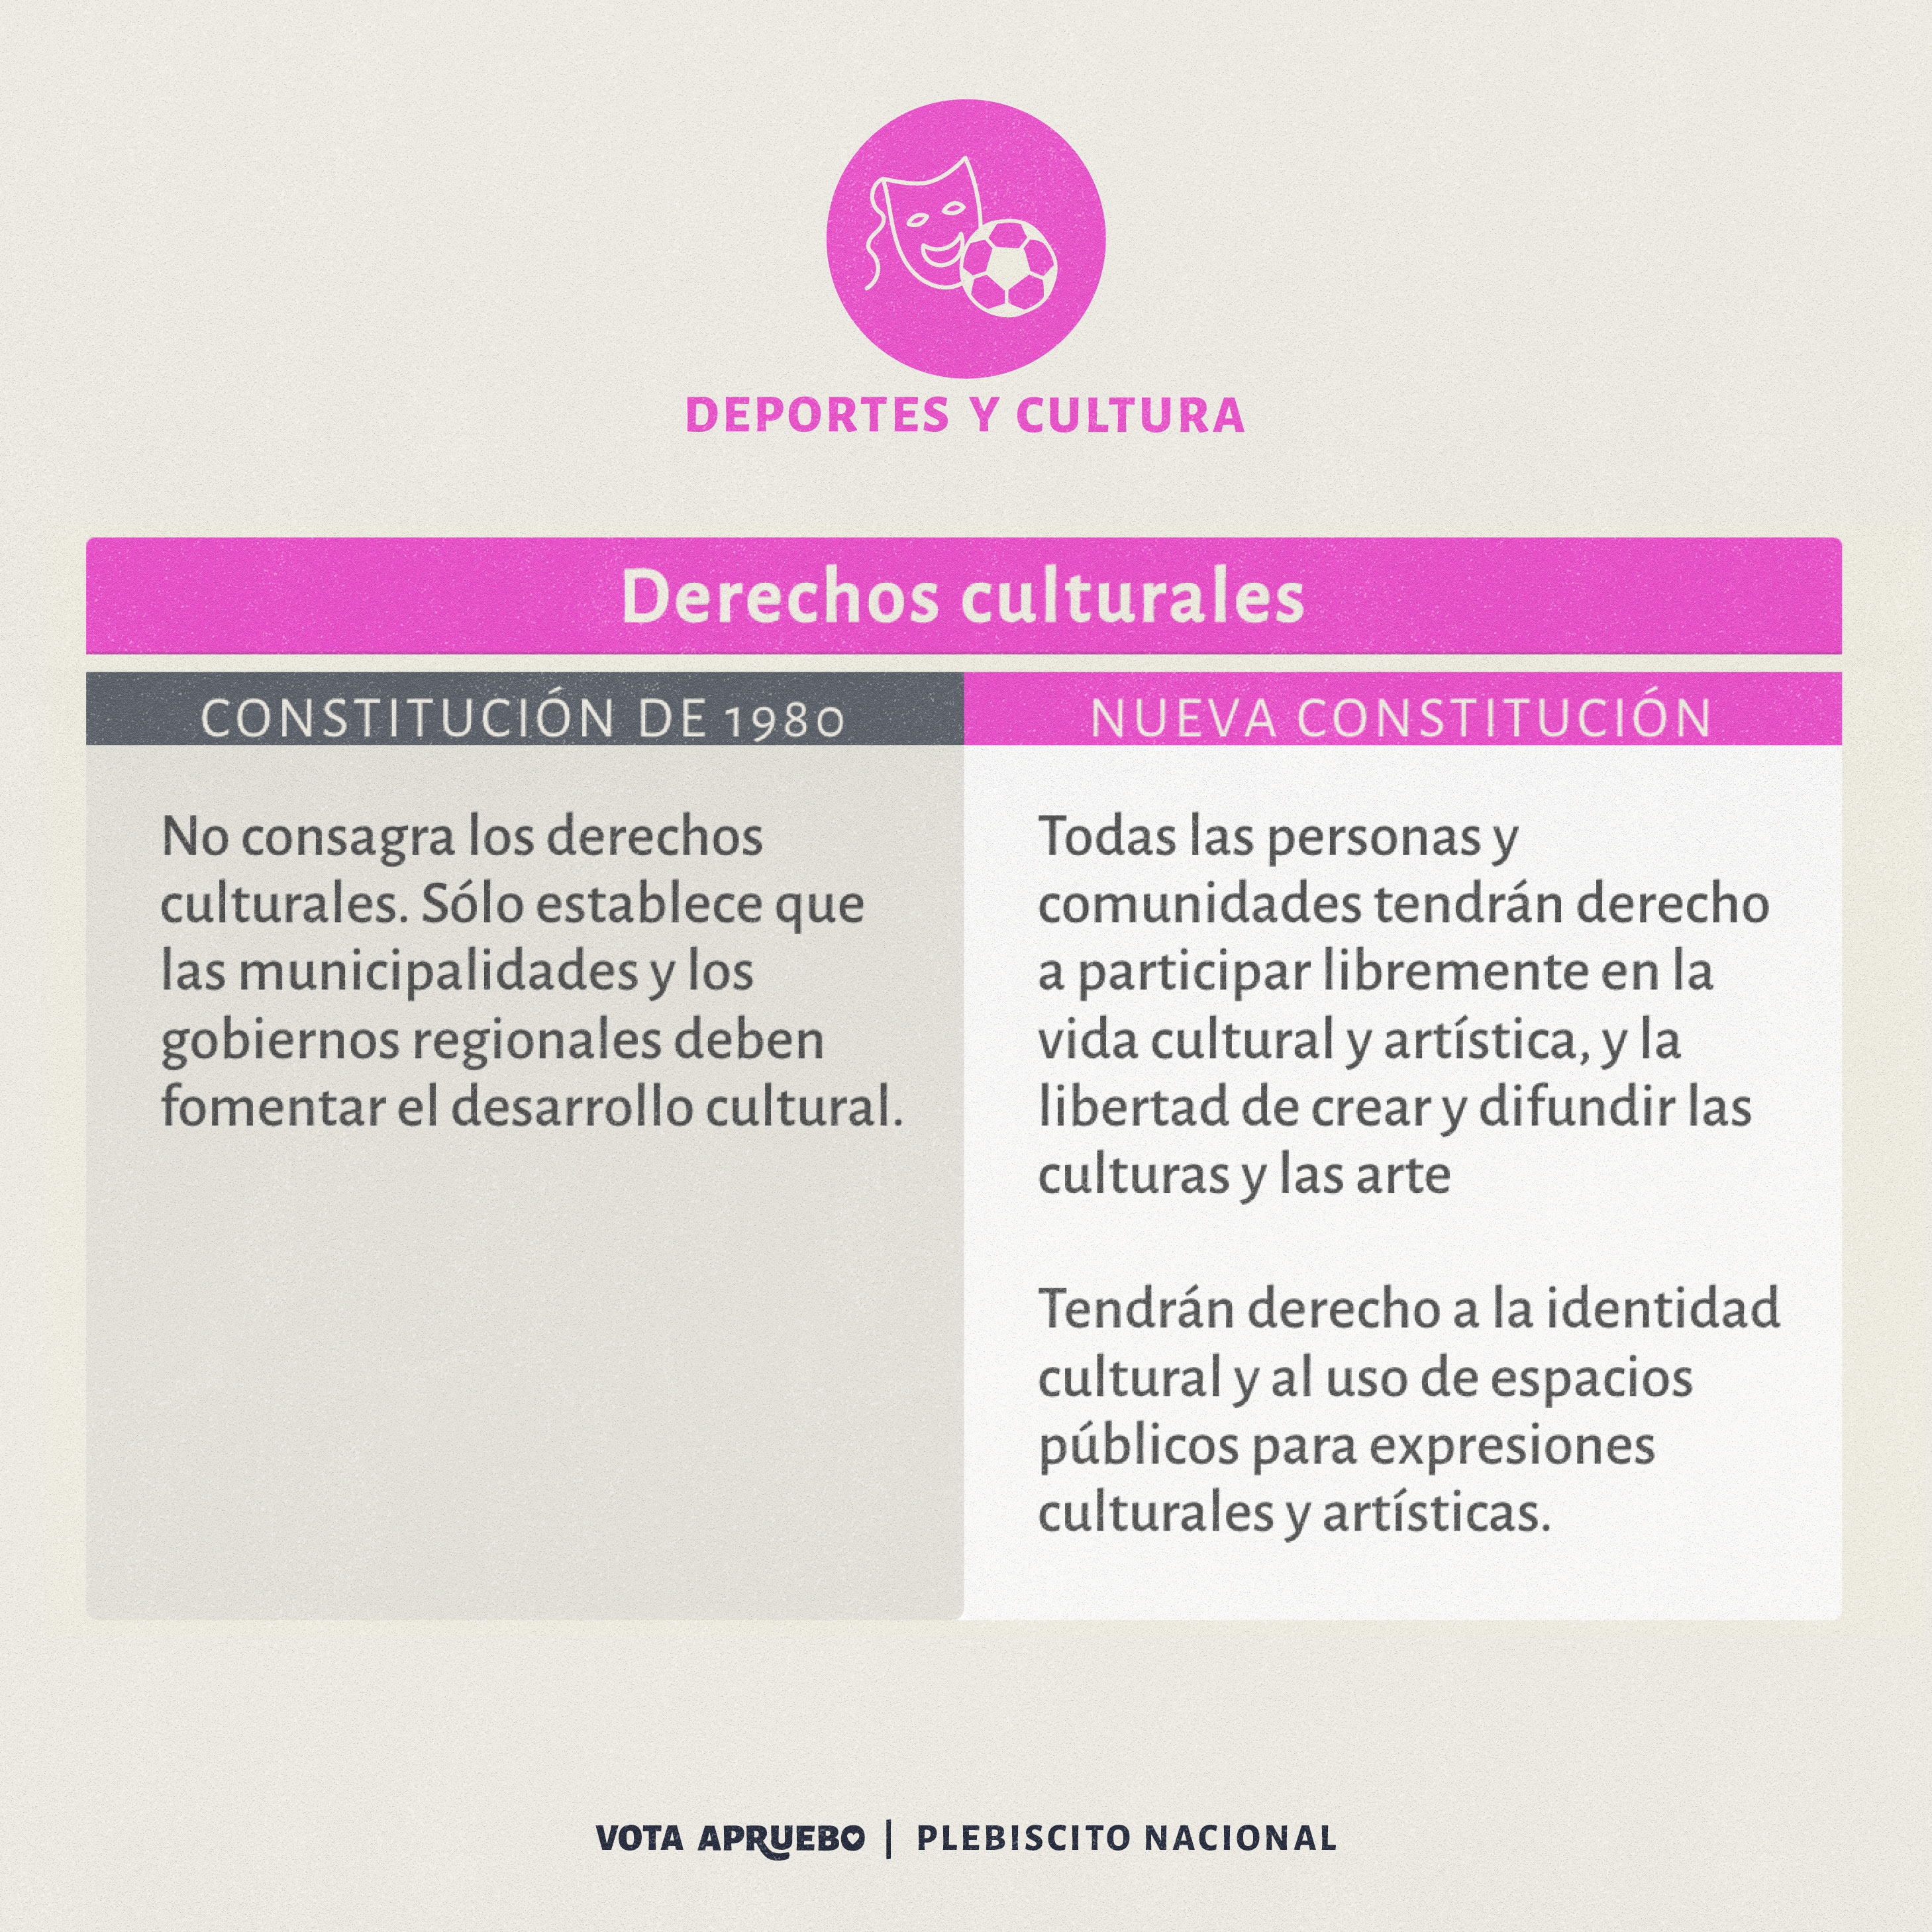 DEPORTES Y CULTURA
Derechos culturales
CONSTITUCIÓN DE 1980
No consagra los derechos
culturales. Sólo establece que
las municipalidades y los
gobiernos regionales deben
fomentar el desarrollo cultural.
NUEVA CONSTITUCIÓN
Todas las personas y
comunidades tendrán derecho
a participar libremente en la
vida cultural y artística, y la
libertad de crear y difundir las
culturas y las arte
Tendrán derecho a la identidad
cultural y al uso de espacios
públicos para expresiones
culturales y artísticas.
VOTA APRUEBO | PLEBISCITO NACIONAL